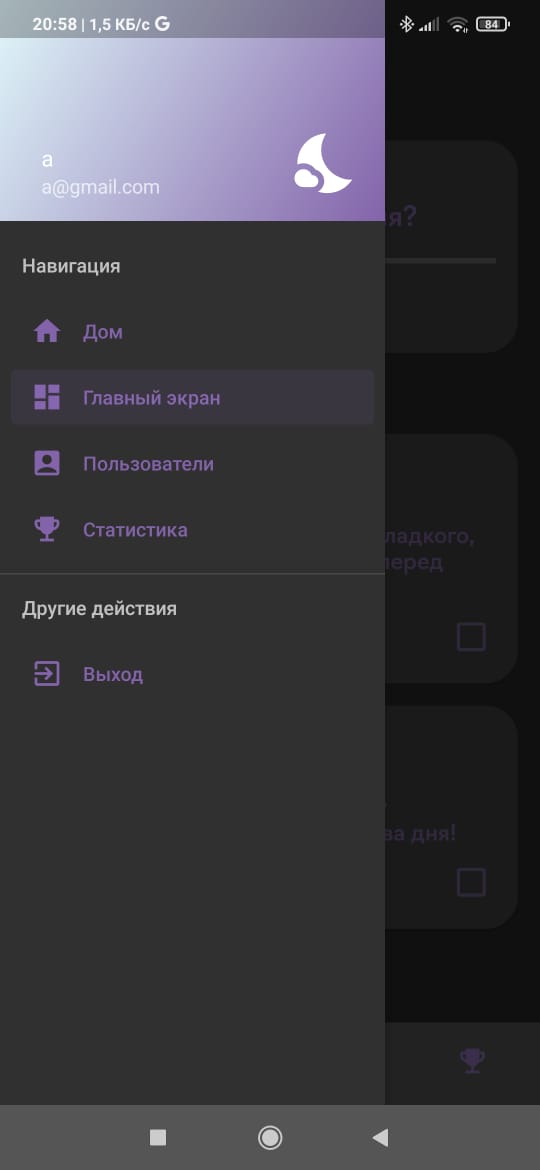 20:58 | 1,5 КБ/с G
84
a
a@gmail.com
я?
Навигация
Дом
Главный экран
Пользователи
Статистика
ладкого,
перед
Другие действия
Выход
ва дня!